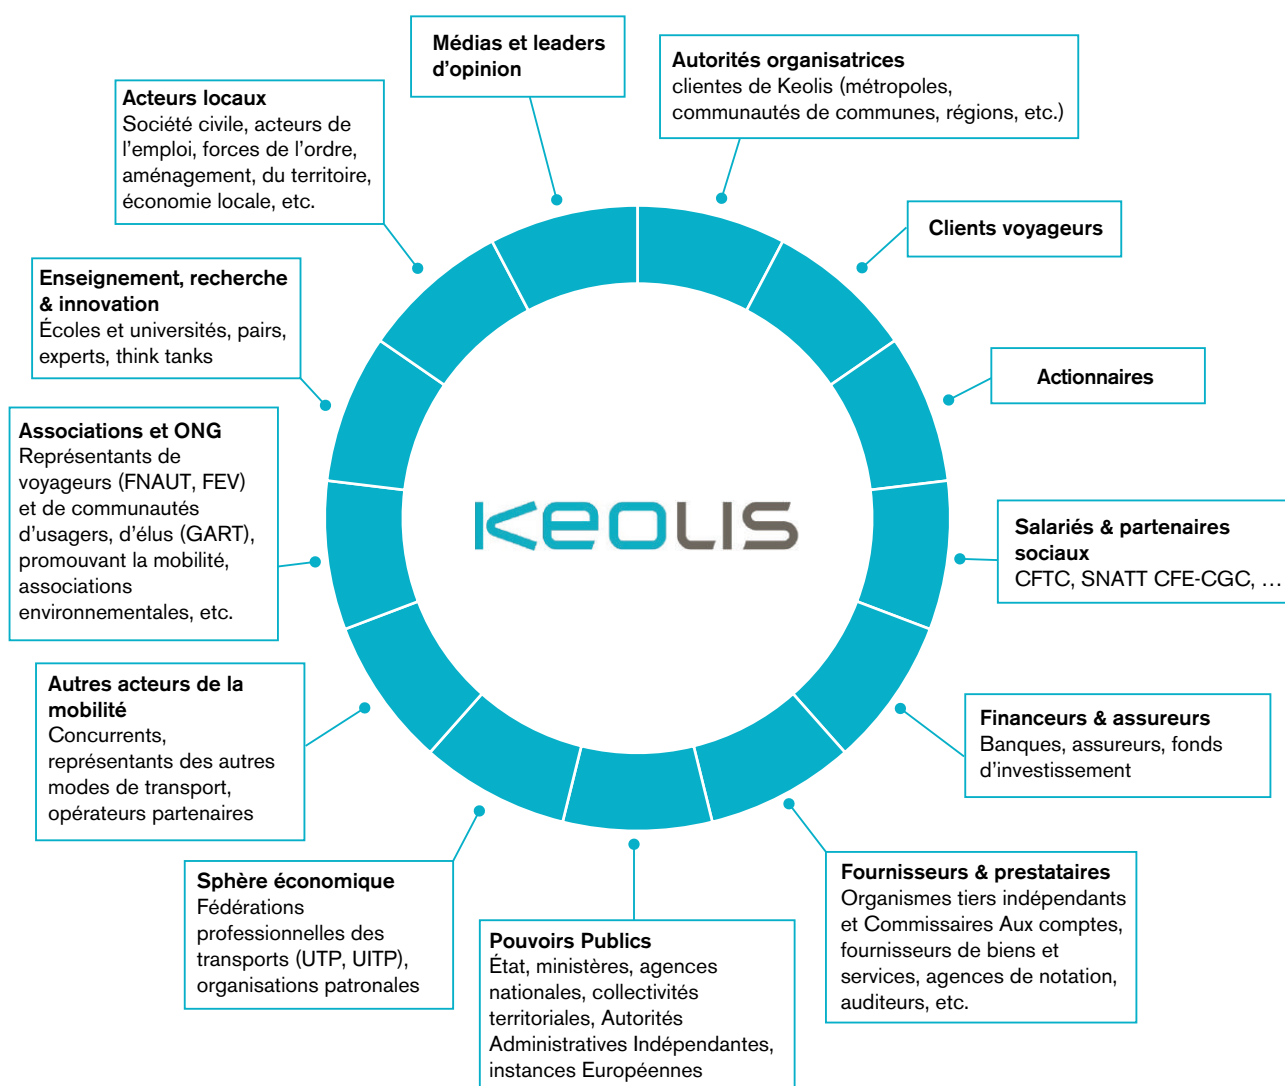 Médias et leaders
d'opinion
Autorités organisatrices
clientes de Keolis (métropoles,
communautés de communes, régions, etc.)
Clients voyageurs
Actionnaires
Salariés & partenaires
sociaux
CFTC, SNATT CFE-CGC, …
Financeurs & assureurs
Banques, assureurs, fonds
d'investissement
Fournisseurs & prestataires
Organismes tiers indépendants
et Commissaires Aux comptes,
fournisseurs de biens et
services, agences de notation,
auditeurs, etc.
Pouvoirs Publics
État, ministères, agences
nationales, collectivités
territoriales, Autorités
Administratives Indépendantes,
instances Européennes
Sphère économique
Fédérations
professionnelles des
transports (UTP, UITP),
organisations patronales
Autres acteurs de la
mobilité
Concurrents,
représentants des autres
modes de transport,
opérateurs partenaires
Associations et ONG
Représentants de
voyageurs (FNAUT, FEV)
et de communautés
d'usagers, d'élus (GART),
promouvant la mobilité,
associations
environnementales, etc.
Enseignement, recherche
& innovation
Écoles et universités, pairs,
experts, think tanks
Acteurs locaux
Société civile, acteurs de
l'emploi, forces de l'ordre,
aménagement, du territoire,
économie locale, etc.
KEOLIS